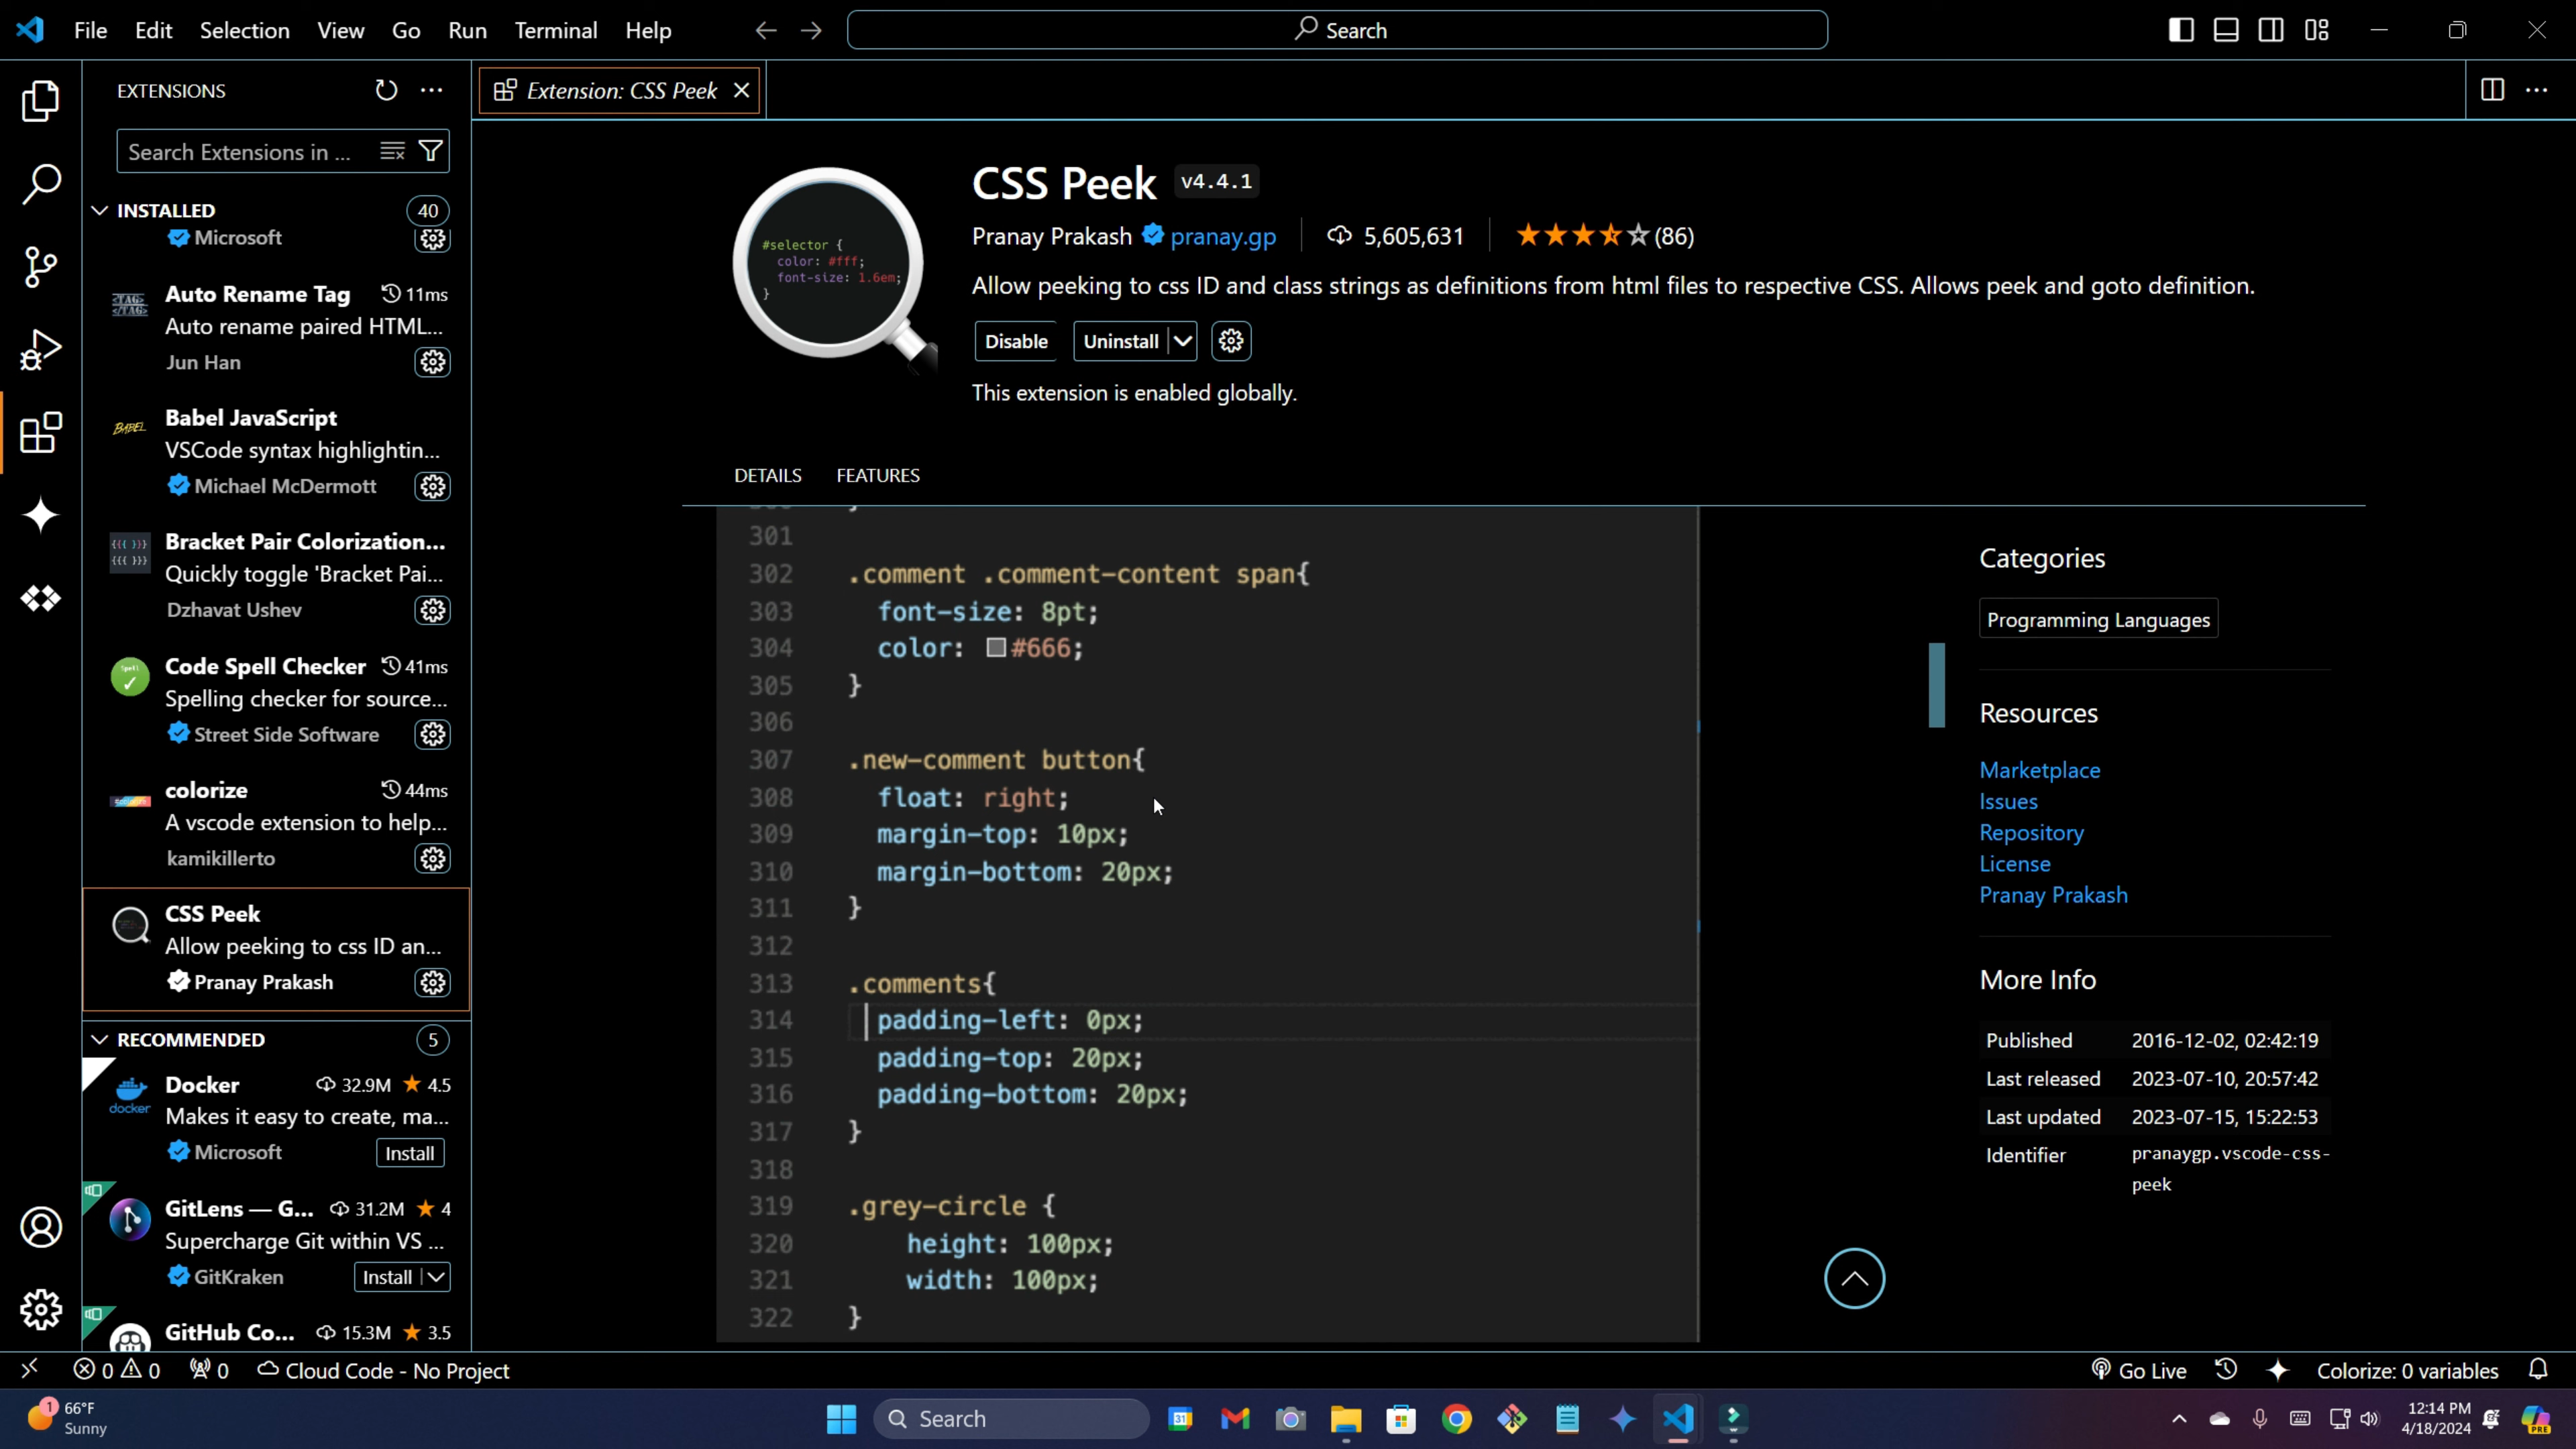 File Edit Selection View Go Run Terminal Help
Search
EXTENSIONS
Search Extensions in ...
INSTALLED 40
Microsoft
Auto Rename Tag 11ms
Auto rename paired HTML...
Jun Han
BABEL
Babel JavaScript
VSCode syntax highlightin...
Michael McDermott
Bracket Pair Colorization...
Quickly toggle 'Bracket Pai...
Dzhavat Ushev
Code Spell Checker 41ms
Spelling checker for source...
Street Side Software
colorize 44ms
A vscode extension to help...
kamikillerto
CSS Peek
Allow peeking to css ID an...
Pranay Prakash
RECOMMENDED 5
docker
Docker 32.9M 4.5
Makes it easy to create, ma...
Microsoft Install
GitLens — G... 31.2M 4
Supercharge Git within VS ...
GitKraken Install
GitHub Co... 15.3M 3.5
Extension: CSS Peek
#selector {
color: #fff;
font-size: 1.6em;
}
CSS Peek v4.4.1
Pranay Prakash pranay.gp 5,605,631 (86)
Allow peeking to css ID and class strings as definitions from html files to respective CSS. Allows peek and goto definition.
Disable Uninstall
This extension is enabled globally.
DETAILS FEATURES
301
302 .comment .comment-content span{
303 font-size: 8pt;
304 color: #666;
305 }
306
307 .new-comment button{
308 float: right;
309 margin-top: 10px;
310 margin-bottom: 20px;
311 }
312
313 .comments{
314 padding-left: 0px;
315 padding-top: 20px;
316 padding-bottom: 20px;
317 }
318
319 .grey-circle {
320 height: 100px;
321 width: 100px;
322 }
Categories
Programming Languages
Resources
Marketplace
Issues
Repository
License
Pranay Prakash
More Info
Published 2016-12-02, 02:42:19
Last released 2023-07-10, 20:57:42
Last updated 2023-07-15, 15:22:53
Identifier pranaygp.vscode-css-
peek
0 0 0 Cloud Code - No Project
Go Live Colorize: 0 variables
1 66°F
Sunny
Search
31
12:14 PM
4/18/2024
PRE